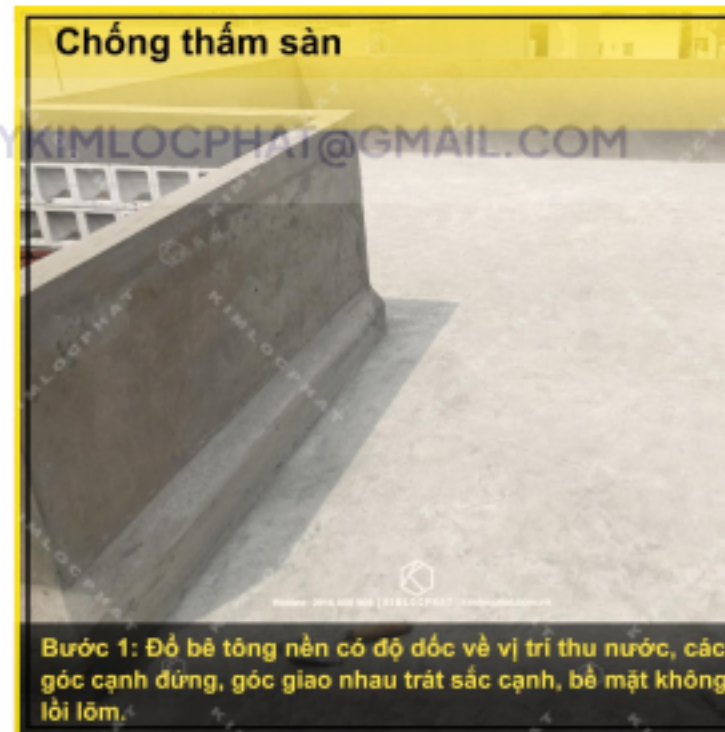 Chống thấm sàn
YKIMLOCPHAT@GMAIL.COM
KIMLOCPHAT
Bước 1: Đổ bê tông nền có độ dốc về vị trí thu nước, các
góc cạnh đứng, góc giao nhau trát sắc cạnh, bề mặt không
lồi lõm.